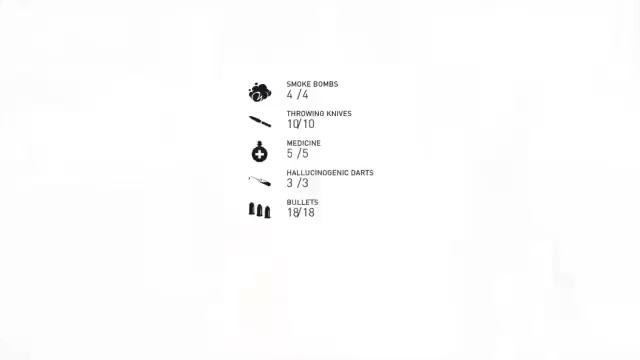 SMOKE BOMBS
4 /4
THROWING KNIVES
10/10
MEDICINE
5 /5
HALLUCINOGENIC DARTS
3 /3
BULLETS
18/18